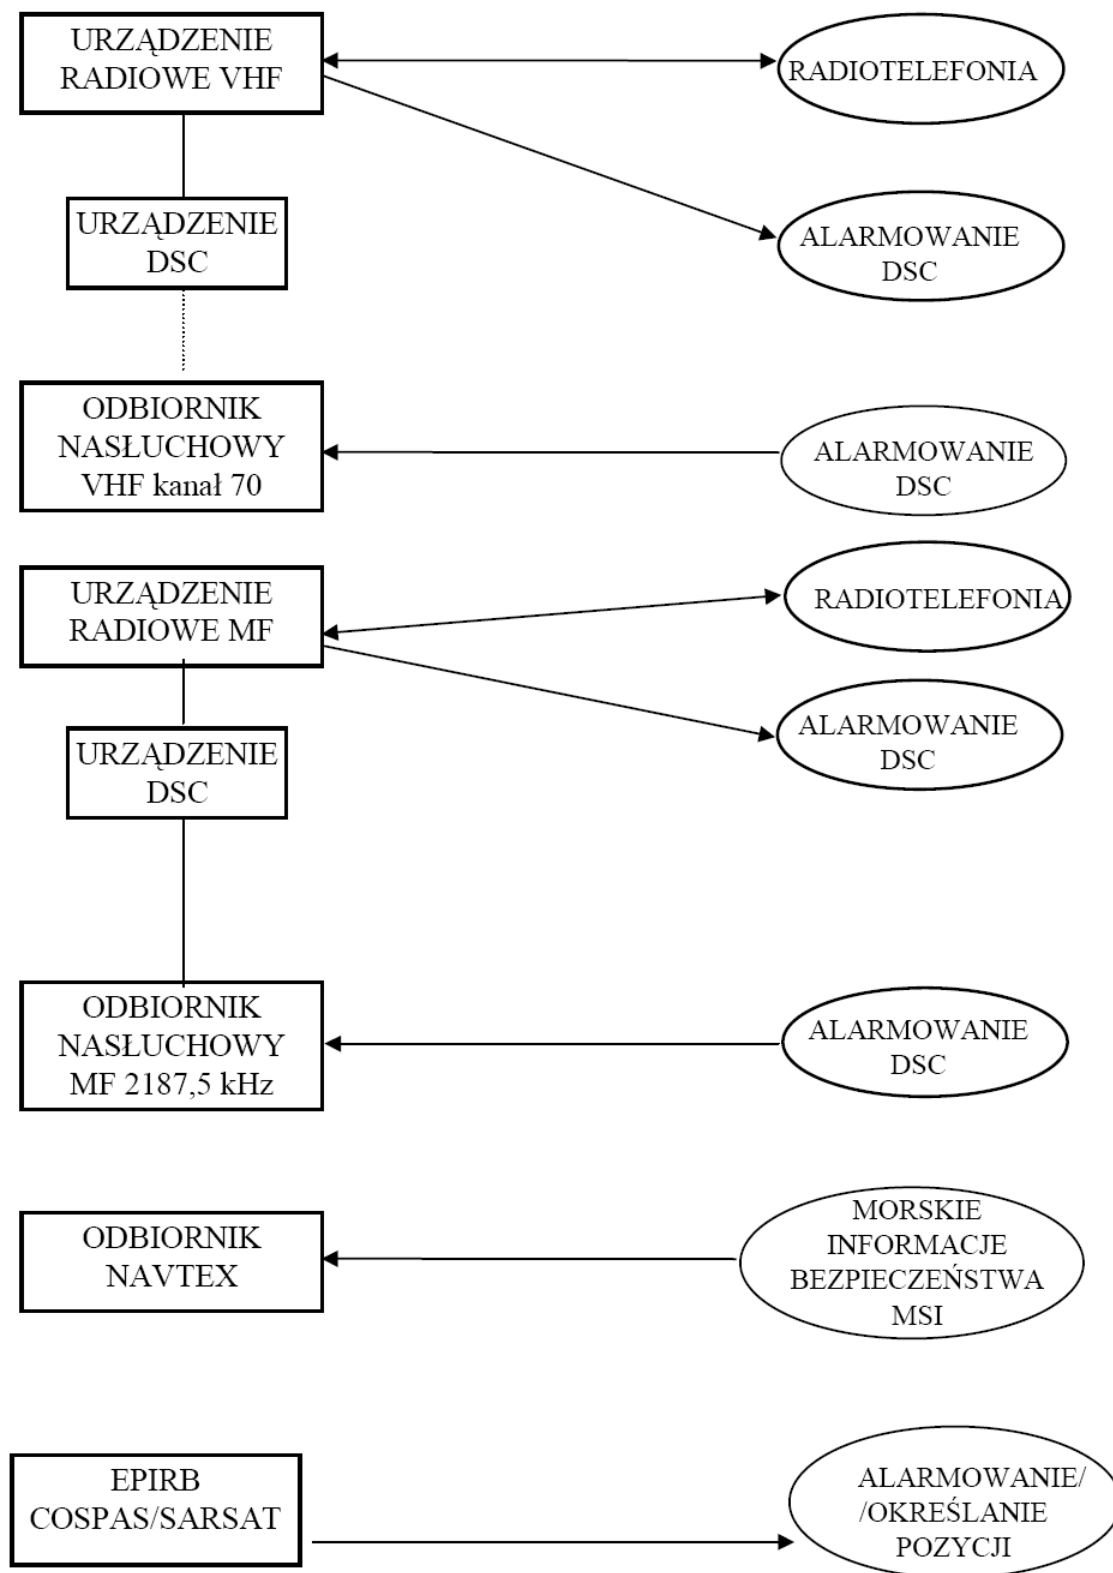 URZĄDZENIE
RADIOWE VHF
RADIOTELEFONIA
URZĄDZENIE
DSC
ALARMOWANIE
DSC
ODBIORNIK
NASŁUCHOWY
VHF kanał 70
ALARMOWANIE
DSC
URZĄDZENIE
RADIOWE MF
RADIOTELEFONIA
URZĄDZENIE
DSC
ALARMOWANIE
DSC
ODBIORNIK
NASŁUCHOWY
MF 2187,5 kHz
ALARMOWANIE
DSC
ODBIORNIK
NAVTEX
MORSKIE
INFORMACJE
BEZPIECZEŃSTWA
MSI
EPIRB
COSPAS/SARSAT
ALARMOWANIE/
/OKREŚLANIE
POZYCJI